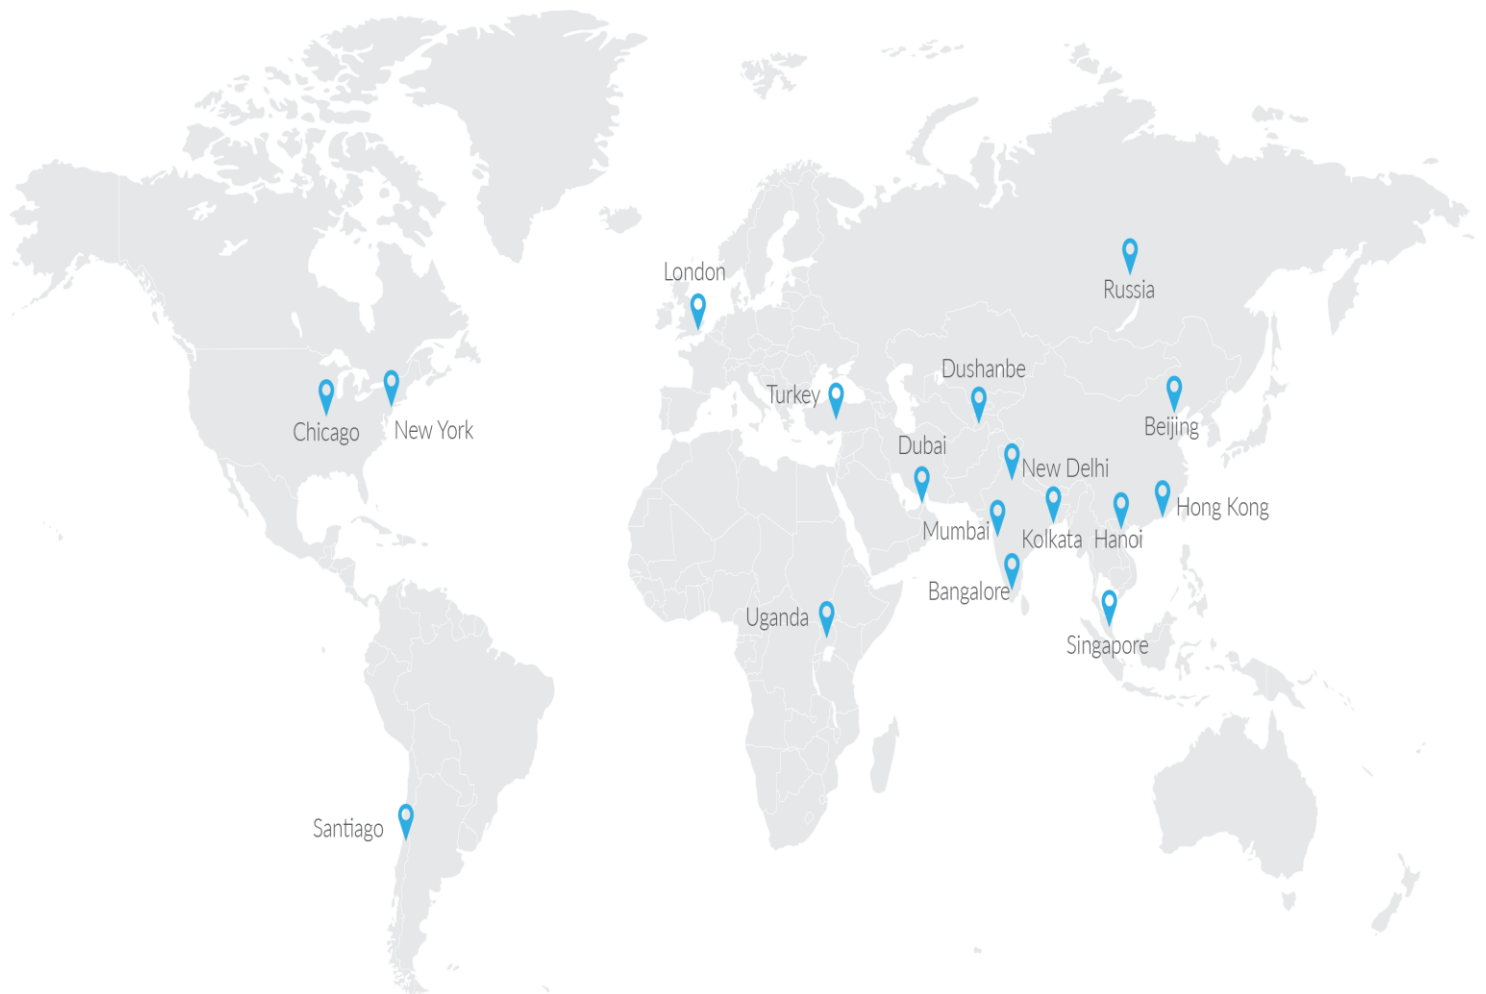 London
Russia
Dushanbe
Turkey
Beijing
Chicago
New York
Dubai
New Delhi
Hong Kong
Mumbai
Kolkata
Hanoi
Bangalore
Uganda
Singapore
Santiago